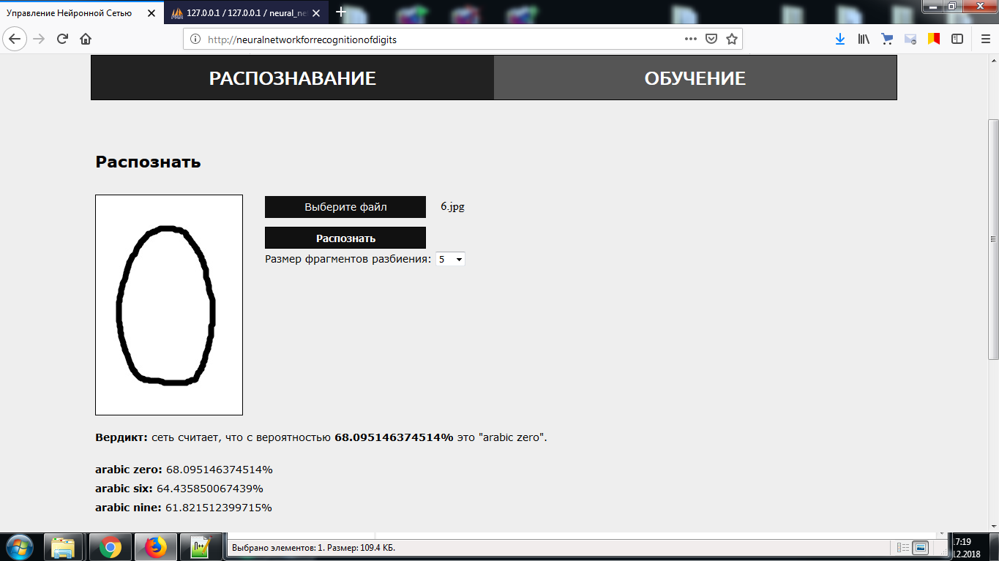 Управление Нейронной Сетью
127.0.0.1 / 127.0.0.1 / neural_ne
http://neuralnetworkforrecognitionofdigits
РАСПОЗНАВАНИЕ
ОБУЧЕНИЕ
Распознать
Выберите файл
6.jpg
Распознать
Размер фрагментов разбиения: 5
Вердикт: сеть считает, что с вероятностью 68.095146374514% это "arabic zero".
arabic zero: 68.095146374514%
arabic six: 64.435850067439%
arabic nine: 61.821512399715%
Выбрано элементов: 1. Размер: 109.4 КБ.
17:19
.12.2018